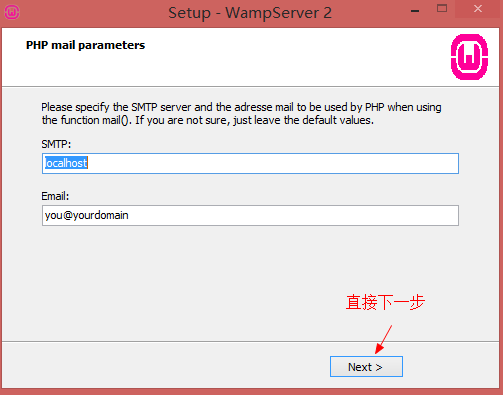 Setup - WampServer 2
PHP mail parameters
Please specify the SMTP server and the adresse mail to be used by PHP when using
the function mail(). If you are not sure, just leave the default values.
SMTP:
localhost
Email:
you@yourdomain
直接下一步
Next >